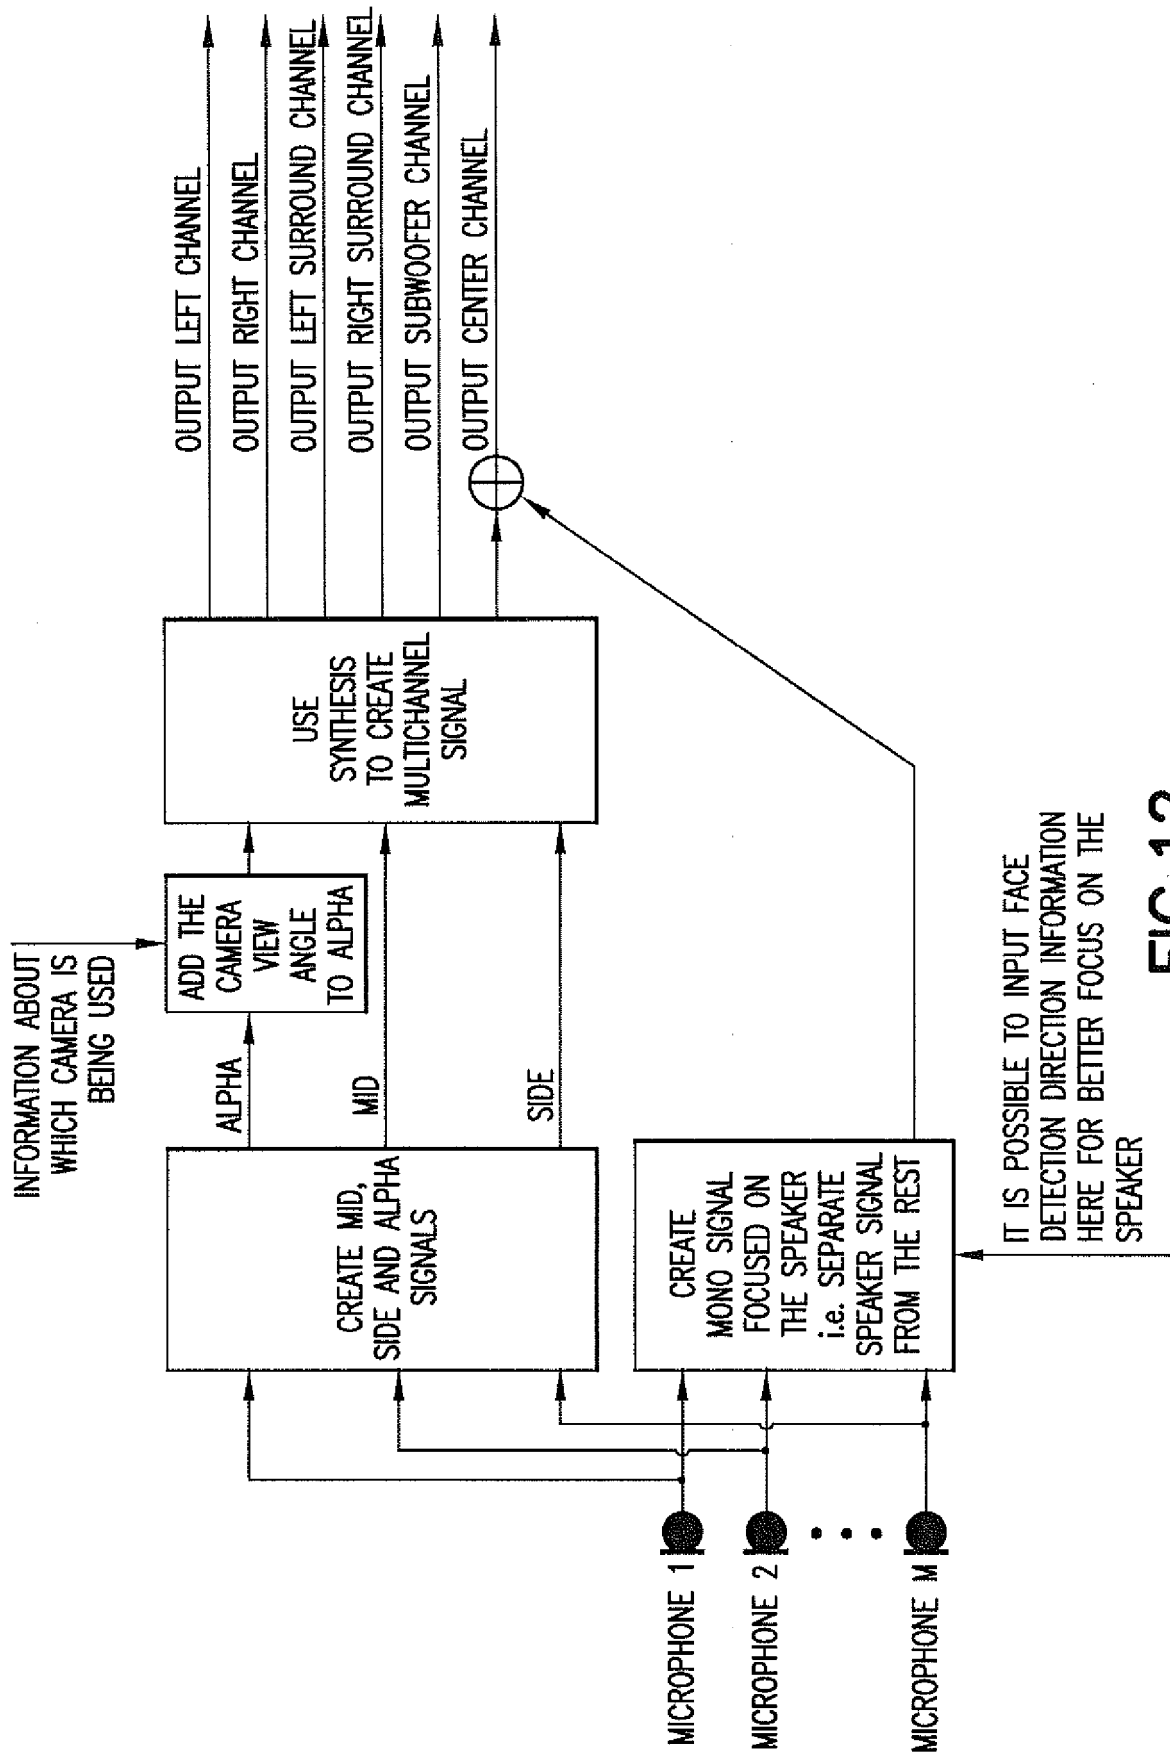 INFORMATION ABOUT
WHICH CAMERA IS
BEING USED
MICROPHONE 1
MICROPHONE 2
MICROPHONE M
CREATE MID,
SIDE AND ALPHA
SIGNALS
ALPHA
MID
SIDE
ADD THE
CAMERA
VIEW
ANGLE
TO ALPHA
USE
SYNTHESIS
TO CREATE
MULTICHANNEL
SIGNAL
OUTPUT LEFT CHANNEL
OUTPUT RIGHT CHANNEL
OUTPUT LEFT SURROUND CHANNEL
OUTPUT RIGHT SURROUND CHANNEL
OUTPUT SUBWOOFER CHANNEL
OUTPUT CENTER CHANNEL
CREATE
MONO SIGNAL
FOCUSED ON
THE SPEAKER
i.e. SEPARATE
SPEAKER SIGNAL
FROM THE REST
IT IS POSSIBLE TO INPUT FACE
DETECTION DIRECTION INFORMATION
HERE FOR BETTER FOCUS ON THE
SPEAKER